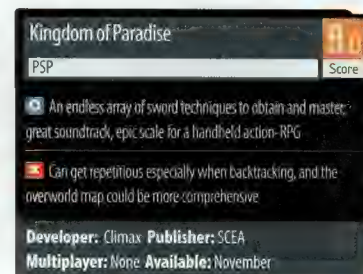 Kingdom of Paradise
PSP
Score
An endless array of sword techniques to obtain and master,
great soundtrack, epic scale for a handheld action-RPG
Can get repetitious especially when backtracking, and the
overworld map could be more comprehensive
Developer: Climax Publisher: SCEA
Multiplayer: None Available: November